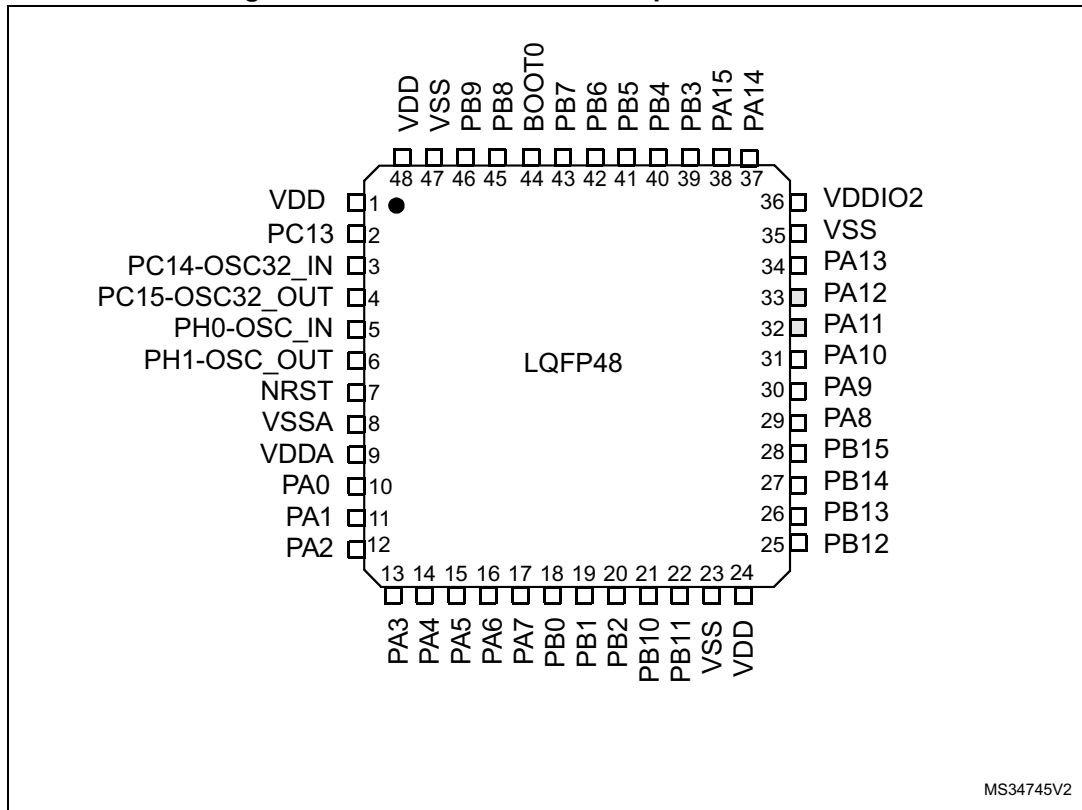 VDD
VSS
PB9
PB8
BOOT0
PB7
PB6
PB5
PB4
PB3
PA15
PA14
48 47 46 45 44 43 42 41 40 39 38 37
VDD 1
PC13 2
PC14-OSC32_IN 3
PC15-OSC32_OUT 4
PH0-OSC_IN 5
PH1-OSC_OUT 6
NRST 7
VSSA 8
VDDA 9
PA0 10
PA1 11
PA2 12
LQFP48
36 VDDIO2
35 VSS
34 PA13
33 PA12
32 PA11
31 PA10
30 PA9
29 PA8
28 PB15
27 PB14
26 PB13
25 PB12
13 14 15 16 17 18 19 20 21 22 23 24
PA3
PA4
PA5
PA6
PA7
PB0
PB1
PB2
PB10
PB11
VSS
VDD
MS34745V2